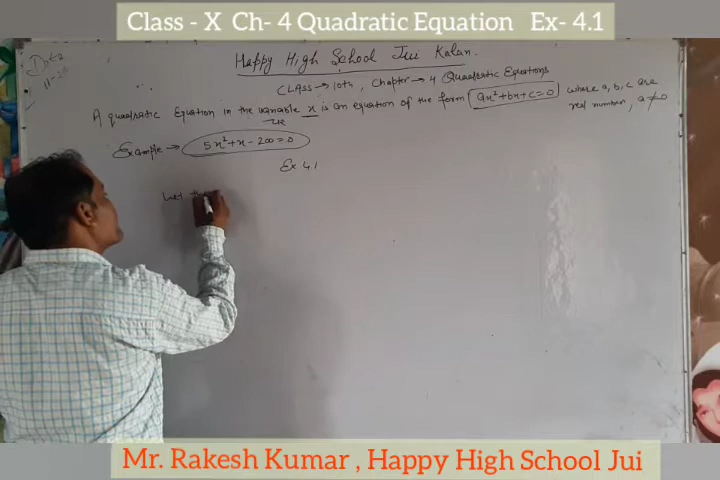 Class - X Ch- 4 Quadratic Equation Ex- 4.1
Happy High School Jui Kalan.
CLASS → 10th, Chapter → 4 Quadratic Equations
A quadratic Equation in the variable x is an equation of the form ax²+bx+c=0 where a, b, c are
real number, a≠0
Example → 5x²+x-200=0
Ex 4.1
Let
Mr. Rakesh Kumar , Happy High School Jui